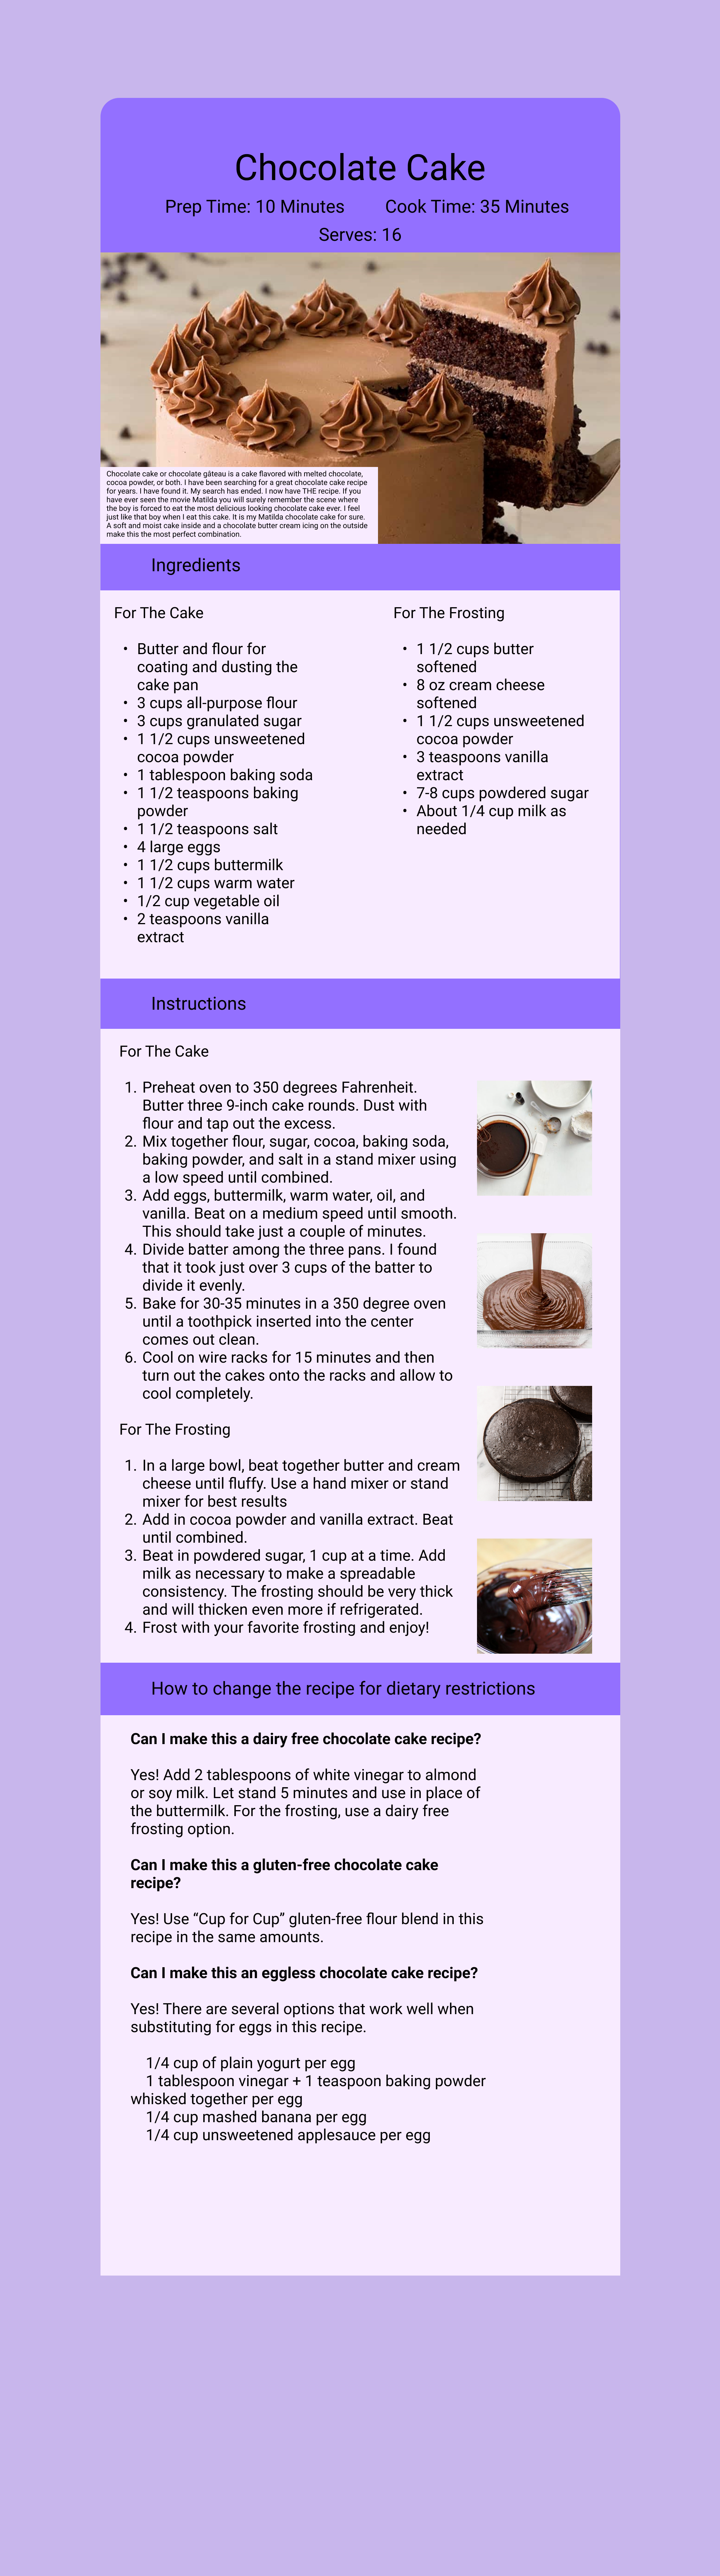 Chocolate Cake
Prep Time: 10 Minutes Cook Time: 35 Minutes
Serves: 16
Chocolate cake or chocolate gâteau is a cake flavored with melted chocolate,
cocoa powder, or both. I have been searching for a great chocolate cake recipe
for years. I have found it. My search has ended. I now have THE recipe. If you
have ever seen the movie Matilda you will surely remember the scene where
the boy is forced to eat the most delicious looking chocolate cake ever. I feel
just like that boy when I eat this cake. It is my Matilda chocolate cake for sure.
A soft and moist cake inside and a chocolate butter cream icing on the outside
make this the most perfect combination.
Ingredients
For The Cake
• Butter and flour for
coating and dusting the
cake pan
• 3 cups all-purpose flour
• 3 cups granulated sugar
• 1 1/2 cups unsweetened
cocoa powder
• 1 tablespoon baking soda
• 1 1/2 teaspoons baking
powder
• 1 1/2 teaspoons salt
• 4 large eggs
• 1 1/2 cups buttermilk
• 1 1/2 cups warm water
• 1/2 cup vegetable oil
• 2 teaspoons vanilla
extract
For The Frosting
• 1 1/2 cups butter
softened
• 8 oz cream cheese
softened
• 1 1/2 cups unsweetened
cocoa powder
• 3 teaspoons vanilla
extract
• 7-8 cups powdered sugar
• About 1/4 cup milk as
needed
Instructions
For The Cake
1. Preheat oven to 350 degrees Fahrenheit.
Butter three 9-inch cake rounds. Dust with
flour and tap out the excess.
2. Mix together flour, sugar, cocoa, baking soda,
baking powder, and salt in a stand mixer using
a low speed until combined.
3. Add eggs, buttermilk, warm water, oil, and
vanilla. Beat on a medium speed until smooth.
This should take just a couple of minutes.
4. Divide batter among the three pans. I found
that it took just over 3 cups of the batter to
divide it evenly.
5. Bake for 30-35 minutes in a 350 degree oven
until a toothpick inserted into the center
comes out clean.
6. Cool on wire racks for 15 minutes and then
turn out the cakes onto the racks and allow to
cool completely.
For The Frosting
1. In a large bowl, beat together butter and cream
cheese until fluffy. Use a hand mixer or stand
mixer for best results
2. Add in cocoa powder and vanilla extract. Beat
until combined.
3. Beat in powdered sugar, 1 cup at a time. Add
milk as necessary to make a spreadable
consistency. The frosting should be very thick
and will thicken even more if refrigerated.
4. Frost with your favorite frosting and enjoy!
How to change the recipe for dietary restrictions
Can I make this a dairy free chocolate cake recipe?
Yes! Add 2 tablespoons of white vinegar to almond
or soy milk. Let stand 5 minutes and use in place of
the buttermilk. For the frosting, use a dairy free
frosting option.
Can I make this a gluten-free chocolate cake
recipe?
Yes! Use “Cup for Cup” gluten-free flour blend in this
recipe in the same amounts.
Can I make this an eggless chocolate cake recipe?
Yes! There are several options that work well when
substituting for eggs in this recipe.
1/4 cup of plain yogurt per egg
1 tablespoon vinegar + 1 teaspoon baking powder
whisked together per egg
1/4 cup mashed banana per egg
1/4 cup unsweetened applesauce per egg